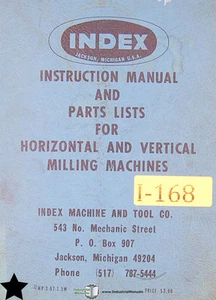 INDEX
JACKSON, MICHIGAN U.S.A.
INSTRUCTION MANUAL
AND
PARTS LISTS
FOR
HORIZONTAL AND VERTICAL
MILLING MACHINES
I-168
INDEX MACHINE AND TOOL CO.
543 No. Mechanic Street
P. O. Box 907
Jackson, Michigan 49204
Phone (517) 787-5444
PRICE